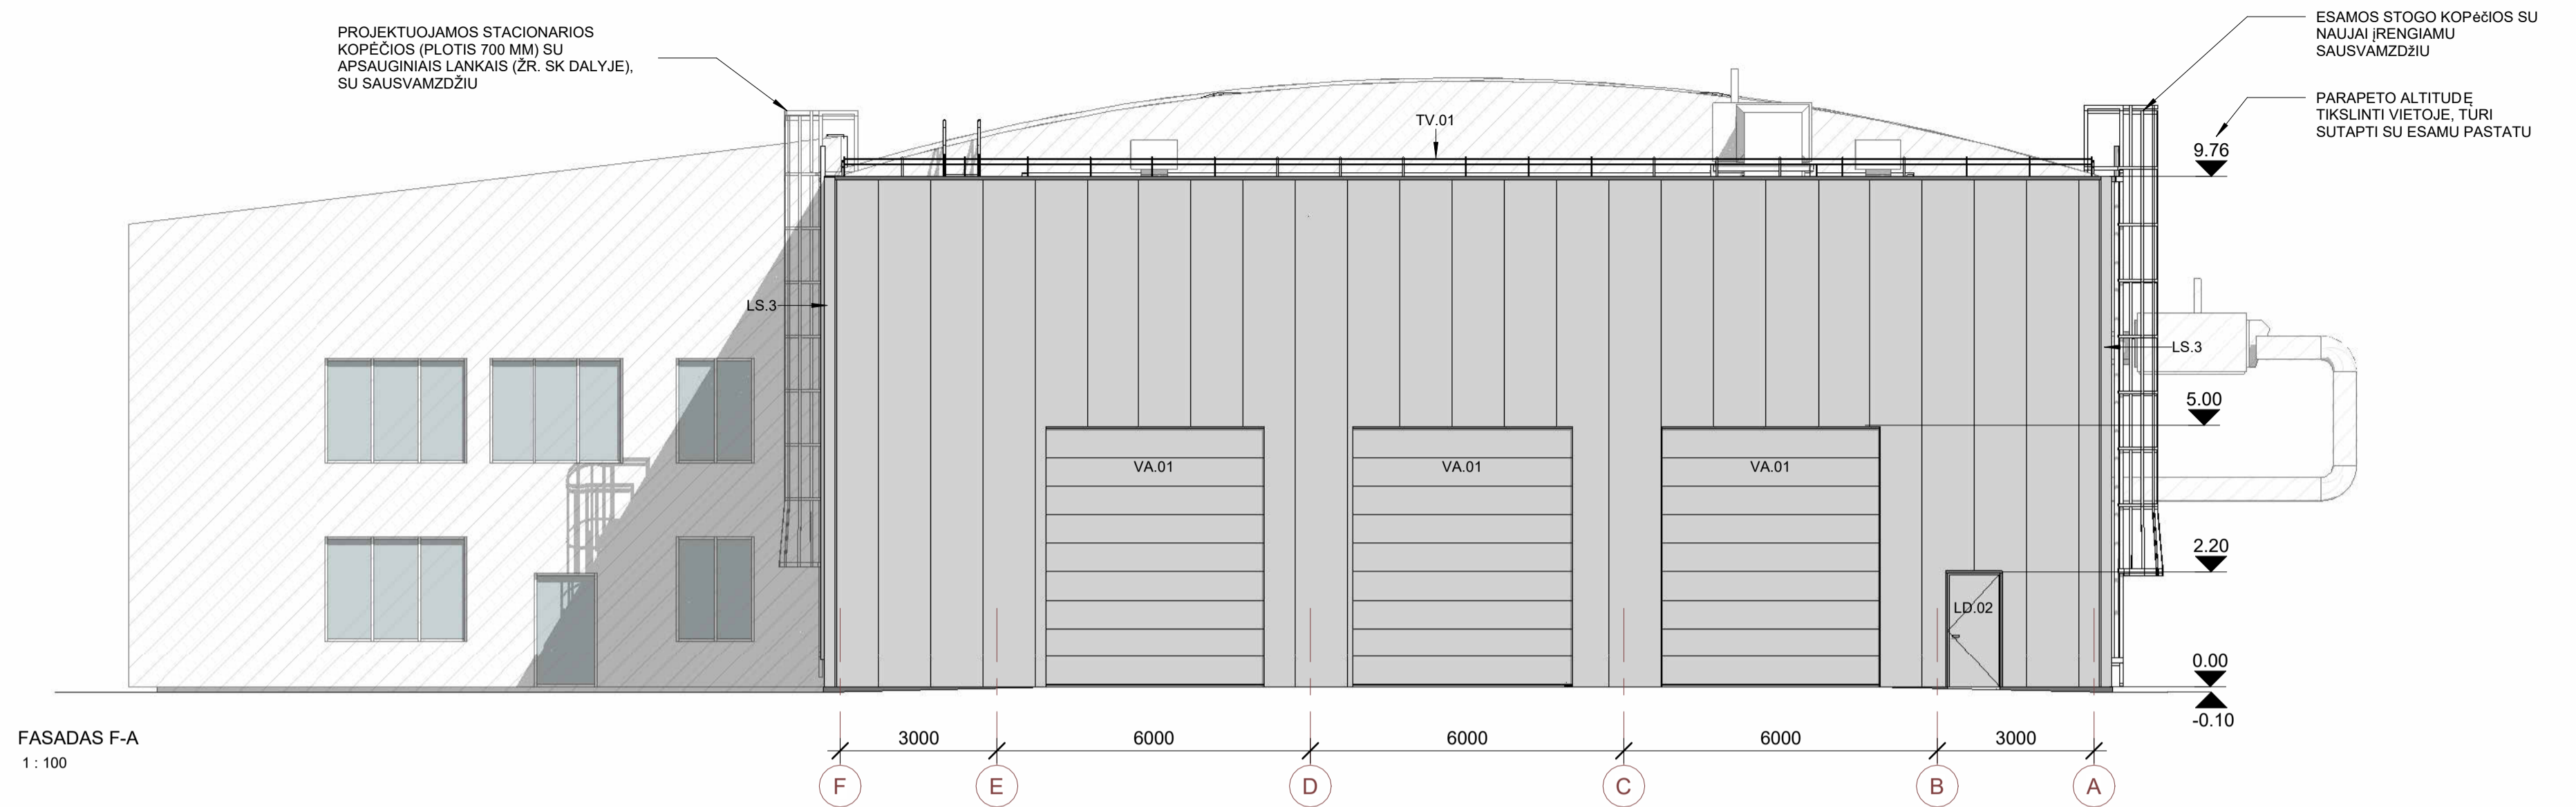 PROJEKTUOJAMOS STACIONARIOS
KOPĖČIOS (PLOTIS 700 MM) SU
APSAUGINIAIS LANKAIS (ŽR. SK DALYJE),
SU SAUSVAMZDŽIU
ESAMOS STOGO KOPėčIOS SU
NAUJAI įRENGIAMU
SAUSVAMZDžIU
PARAPETO ALTITUDĘ
TIKSLINTI VIETOJE, TURI
SUTAPTI SU ESAMU PASTATU
TV.01
9.76
LS.3
LS.3
5.00
VA.01
VA.01
VA.01
2.20
LD.02
0.00
-0.10
FASADAS F-A
1 : 100
3000
6000
6000
6000
3000
F
E
D
C
B
A